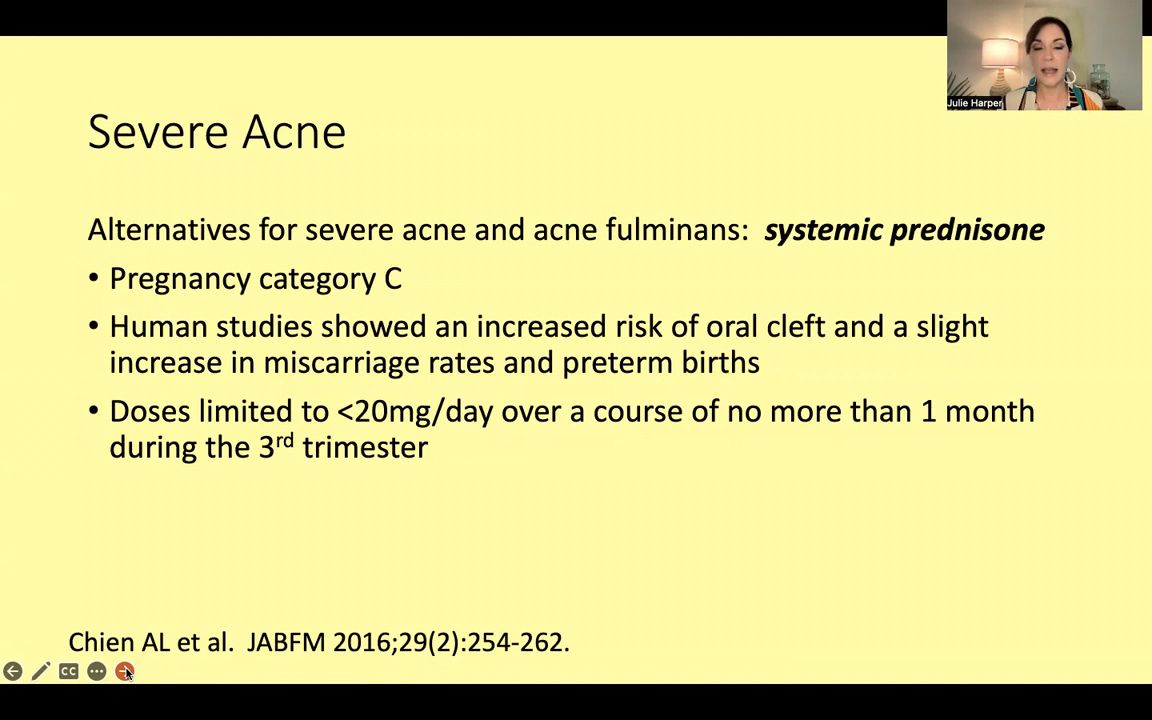 Julie Harper
Severe Acne
Alternatives for severe acne and acne fulminans: systemic prednisone
• Pregnancy category C
• Human studies showed an increased risk of oral cleft and a slight
increase in miscarriage rates and preterm births
• Doses limited to <20mg/day over a course of no more than 1 month
during the 3rd trimester
Chien AL et al. JABFM 2016;29(2):254-262.
CC